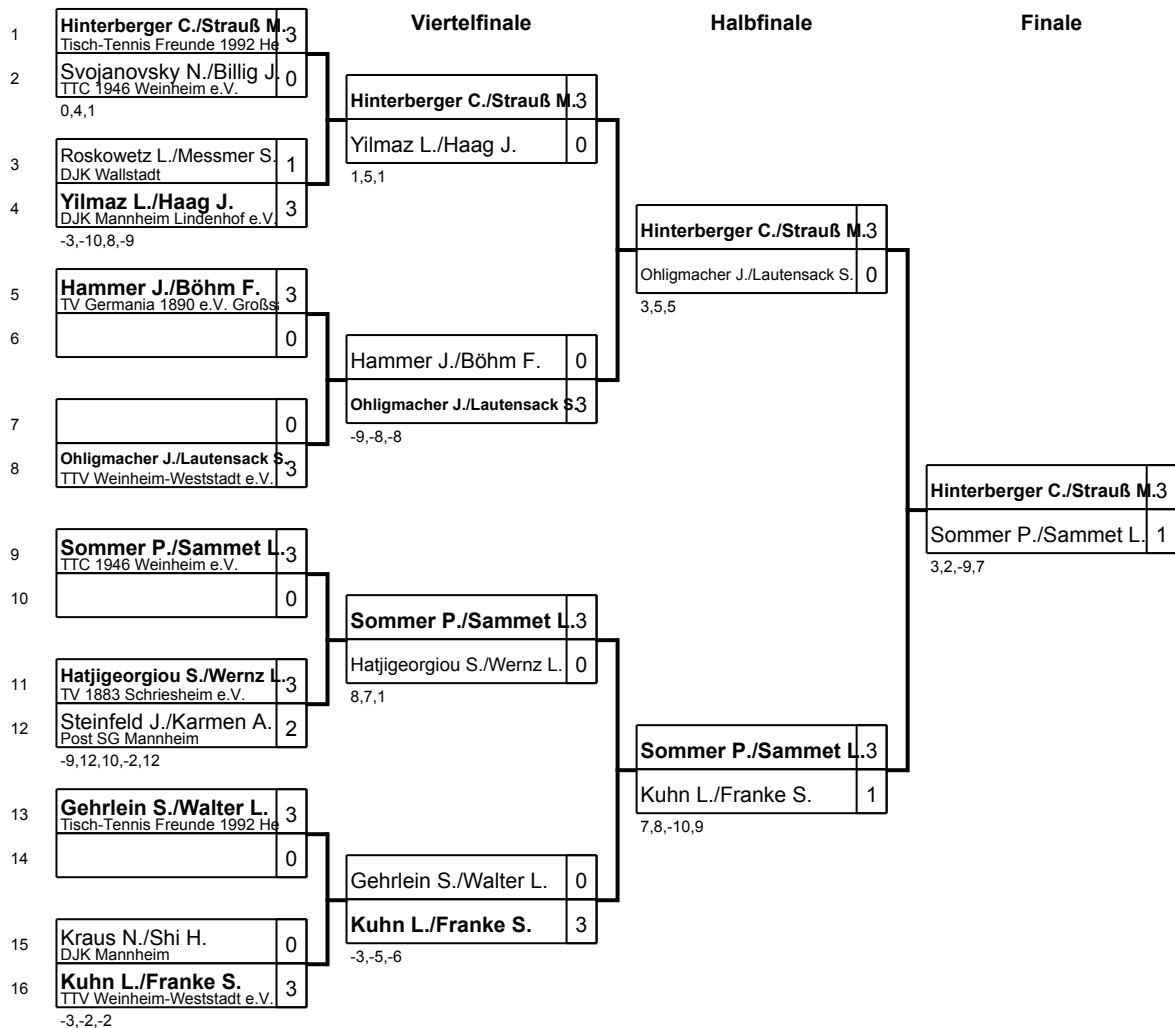 Viertelfinale
Halbfinale
Finale
1
Hinterberger C./Strauß M.
3
Tisch-Tennis Freunde 1992 He
2
Svojanovsky N./Billig J.
0
TTC 1946 Weinheim e.V.
0,4,1
3
Roskowetz L./Messmer S.
1
DJK Wallstadt
4
Yilmaz L./Haag J.
3
DJK Mannheim Lindenhof e.V.
-3,-10,8,-9
5
Hammer J./Böhm F.
3
TV Germania 1890 e.V. Großs
6
0
7
0
8
Ohligmacher J./Lautensack S.
3
TTV Weinheim-Weststadt e.V.
9
Sommer P./Sammet L.
3
TTC 1946 Weinheim e.V.
10
0
11
Hatjigeorgiou S./Wernz L.
3
TV 1883 Schriesheim e.V.
12
Steinfeld J./Karmen A.
2
Post SG Mannheim
-9,12,10,-2,12
13
Gehrlein S./Walter L.
3
Tisch-Tennis Freunde 1992 He
14
0
15
Kraus N./Shi H.
0
DJK Mannheim
16
Kuhn L./Franke S.
3
TTV Weinheim-Weststadt e.V.
-3,-2,-2
Hinterberger C./Strauß M.
3
Yilmaz L./Haag J.
0
1,5,1
Hammer J./Böhm F.
0
Ohligmacher J./Lautensack S.
3
-9,-8,-8
Sommer P./Sammet L.
3
Hatjigeorgiou S./Wernz L.
0
8,7,1
Gehrlein S./Walter L.
0
Kuhn L./Franke S.
3
-3,-5,-6
Hinterberger C./Strauß M.
3
Ohligmacher J./Lautensack S.
0
3,5,5
Sommer P./Sammet L.
3
Kuhn L./Franke S.
1
7,8,-10,9
Hinterberger C./Strauß M.
3
Sommer P./Sammet L.
1
3,2,-9,7